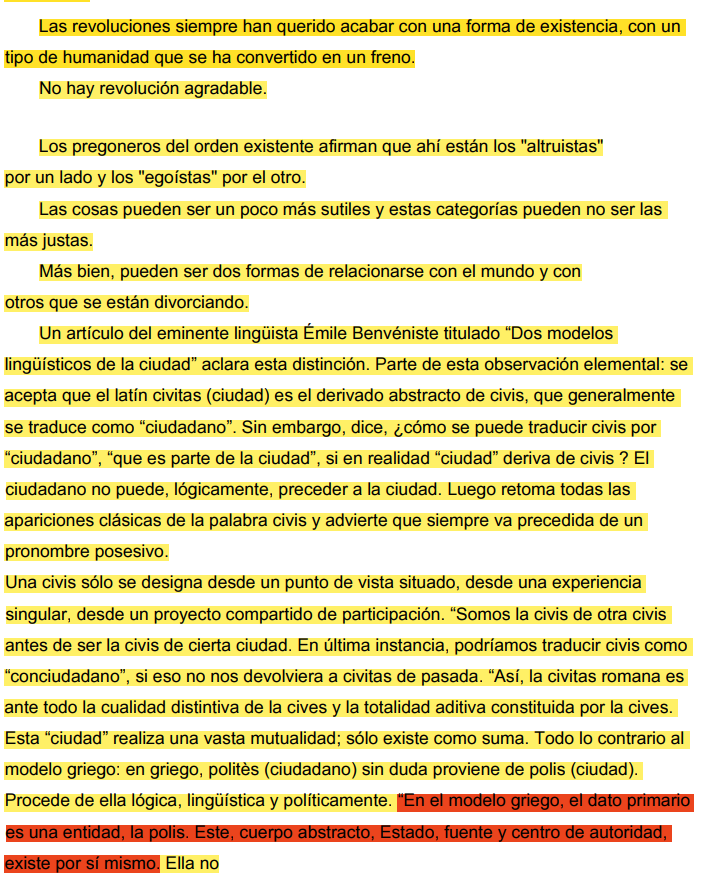 Las revoluciones siempre han querido acabar con una forma de existencia, con un
tipo de humanidad que se ha convertido en un freno.
No hay revolución agradable.
Los pregoneros del orden existente afirman que ahí están los "altruistas"
por un lado y los "egoístas" por el otro.
Las cosas pueden ser un poco más sutiles y estas categorías pueden no ser las
más justas.
Más bien, pueden ser dos formas de relacionarse con el mundo y con
otros que se están divorciando.
Un artículo del eminente lingüista Émile Benvéniste titulado “Dos modelos
lingüísticos de la ciudad” aclara esta distinción. Parte de esta observación elemental: se
acepta que el latín civitas (ciudad) es el derivado abstracto de civis, que generalmente
se traduce como “ciudadano”. Sin embargo, dice, ¿cómo se puede traducir civis por
“ciudadano”, “que es parte de la ciudad”, si en realidad “ciudad” deriva de civis ? El
ciudadano no puede, lógicamente, preceder a la ciudad. Luego retoma todas las
apariciones clásicas de la palabra civis y advierte que siempre va precedida de un
pronombre posesivo.
Una civis sólo se designa desde un punto de vista situado, desde una experiencia
singular, desde un proyecto compartido de participación. “Somos la civis de otra civis
antes de ser la civis de cierta ciudad. En última instancia, podríamos traducir civis como
“conciudadano”, si eso no nos devolviera a civitas de pasada. “Así, la civitas romana es
ante todo la cualidad distintiva de la cives y la totalidad aditiva constituida por la cives.
Esta “ciudad” realiza una vasta mutualidad; sólo existe como suma. Todo lo contrario al
modelo griego: en griego, politès (ciudadano) sin duda proviene de polis (ciudad).
Procede de ella lógica, lingüística y políticamente. “En el modelo griego, el dato primario
es una entidad, la polis. Este, cuerpo abstracto, Estado, fuente y centro de autoridad,
existe por sí mismo. Ella no